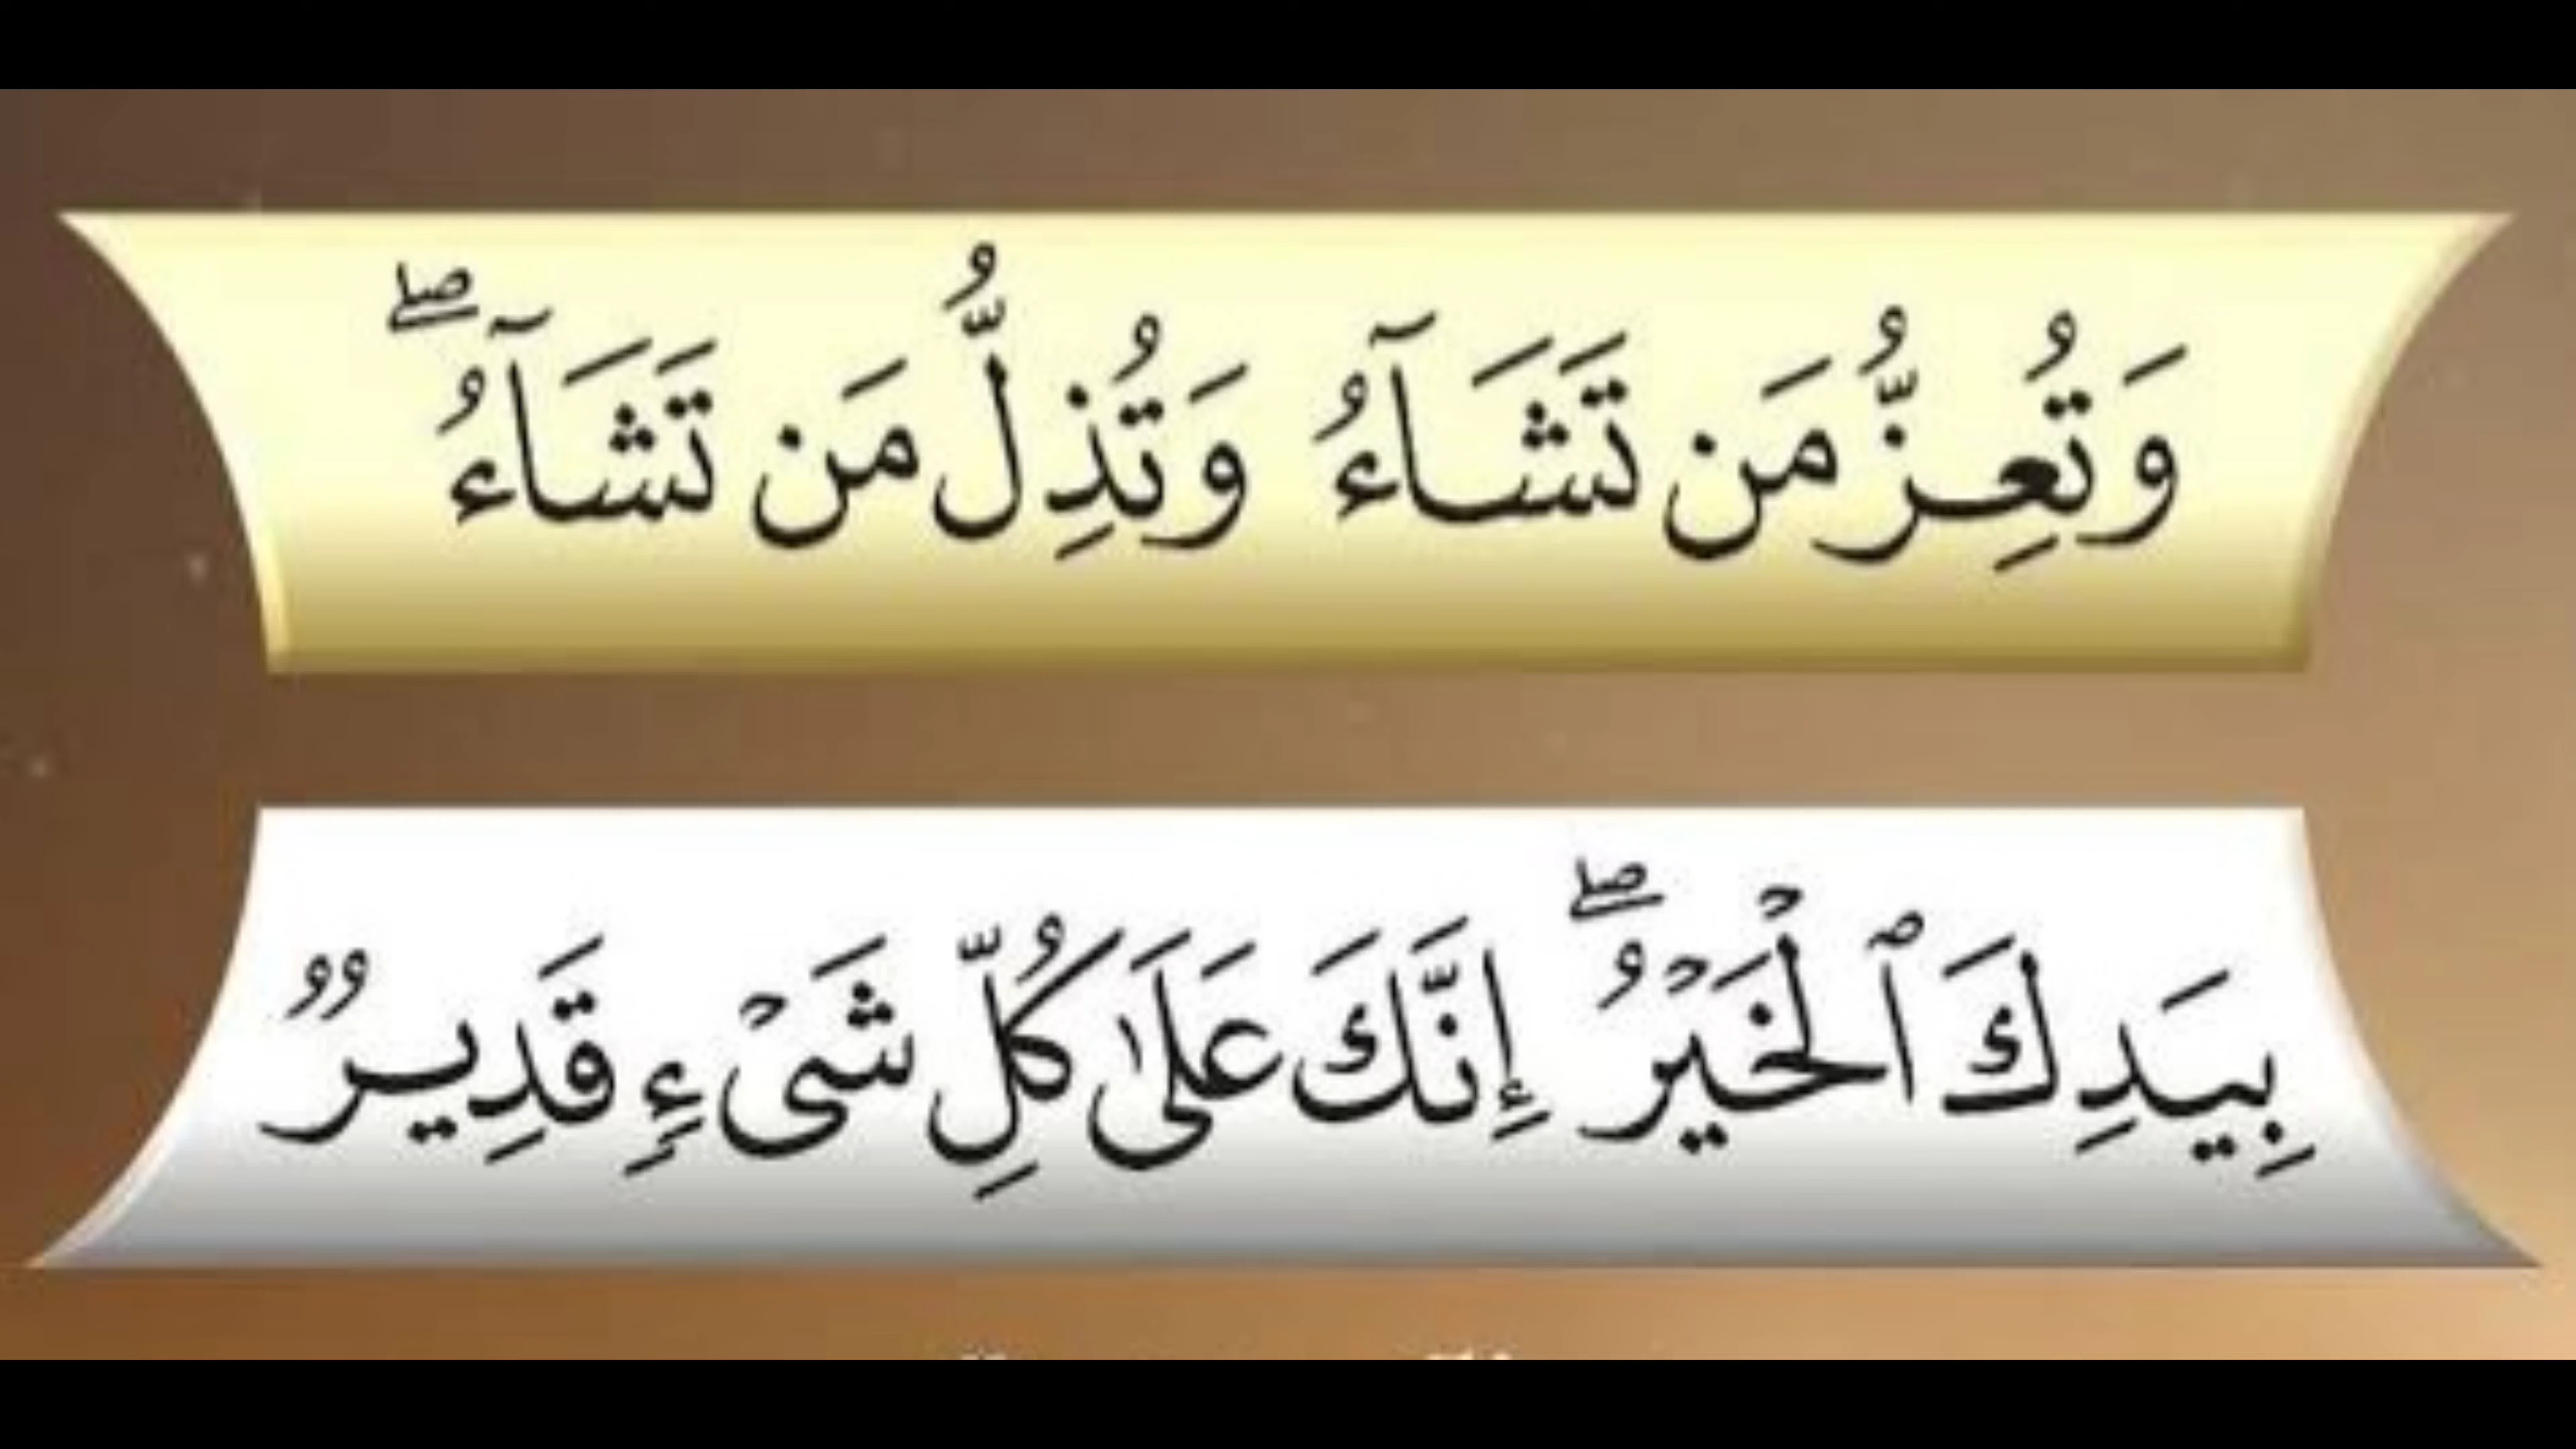 وَتُعِزُّ مَن تَشَآءُ وَتُذِلُّ مَن تَشَآءُۖ
بِيَدِكَ ٱلْخَيْرُۖ إِنَّكَ عَلَىٰ كُلِّ شَىْءٍ قَدِيرٌ